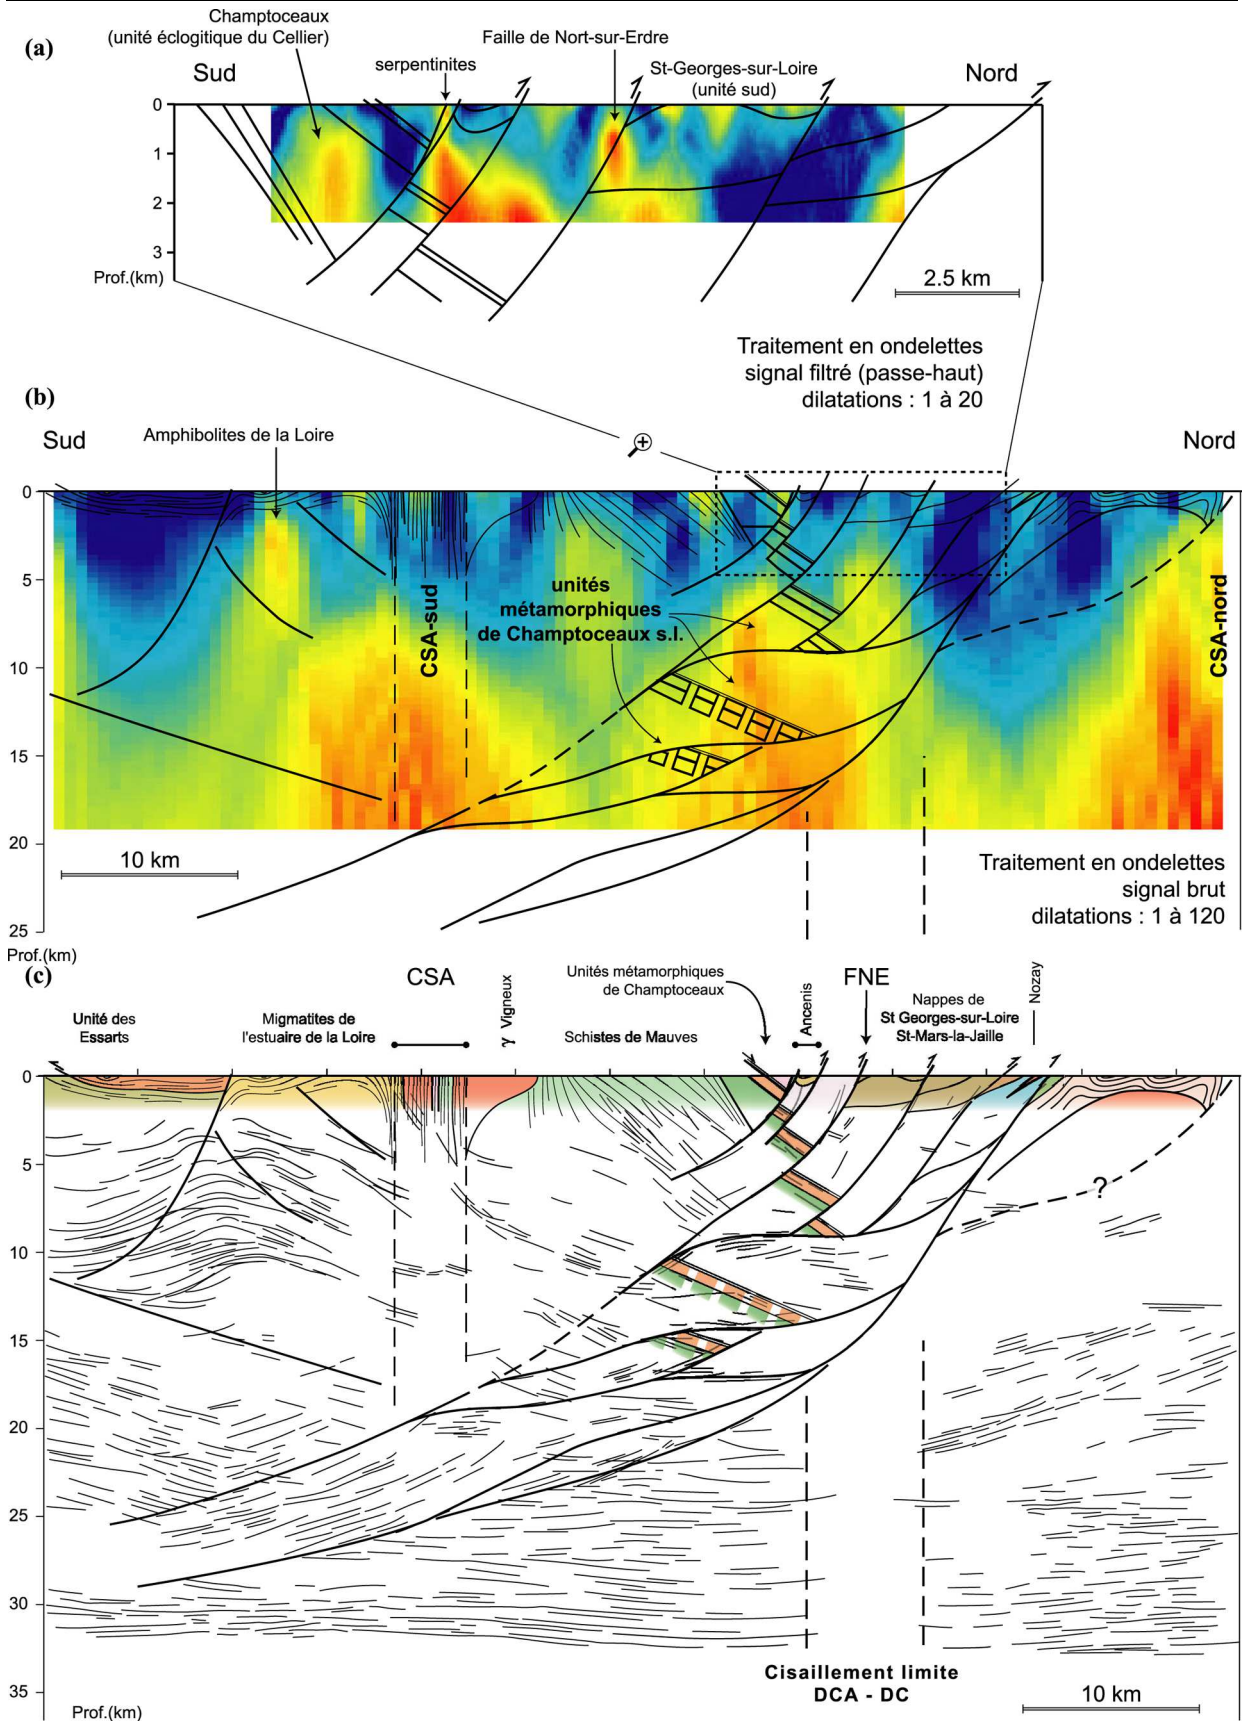 (a)
Champtoceaux
(unité éclogitique du Cellier)
serpentinites
Faille de Nort-sur-Erdre
St-Georges-sur-Loire
(unité sud)
Sud
Nord
0
1
2
3
Prof.(km)
2.5 km
Traitement en ondelettes
signal filtré (passe-haut)
dilatations : 1 à 20
(b)
Sud
Amphibolites de la Loire
Nord
0
5
10
15
20
25
Prof.(km)
CSA-sud
unités
métamorphiques
de Champtoceaux s.l.
CSA-nord
10 km
Traitement en ondelettes
signal brut
dilatations : 1 à 120
(c)
CSA
γ Vigneux
Unités métamorphiques
de Champtoceaux
Ancenis
FNE
Nozay
Unité des
Essarts
Migmatites de
l'estuaire de la Loire
Schistes de Mauves
Nappes de
St Georges-sur-Loire
St-Mars-la-Jaille
0
5
10
15
20
25
30
35
?
Prof.(km)
Cisaillement limite
DCA - DC
10 km